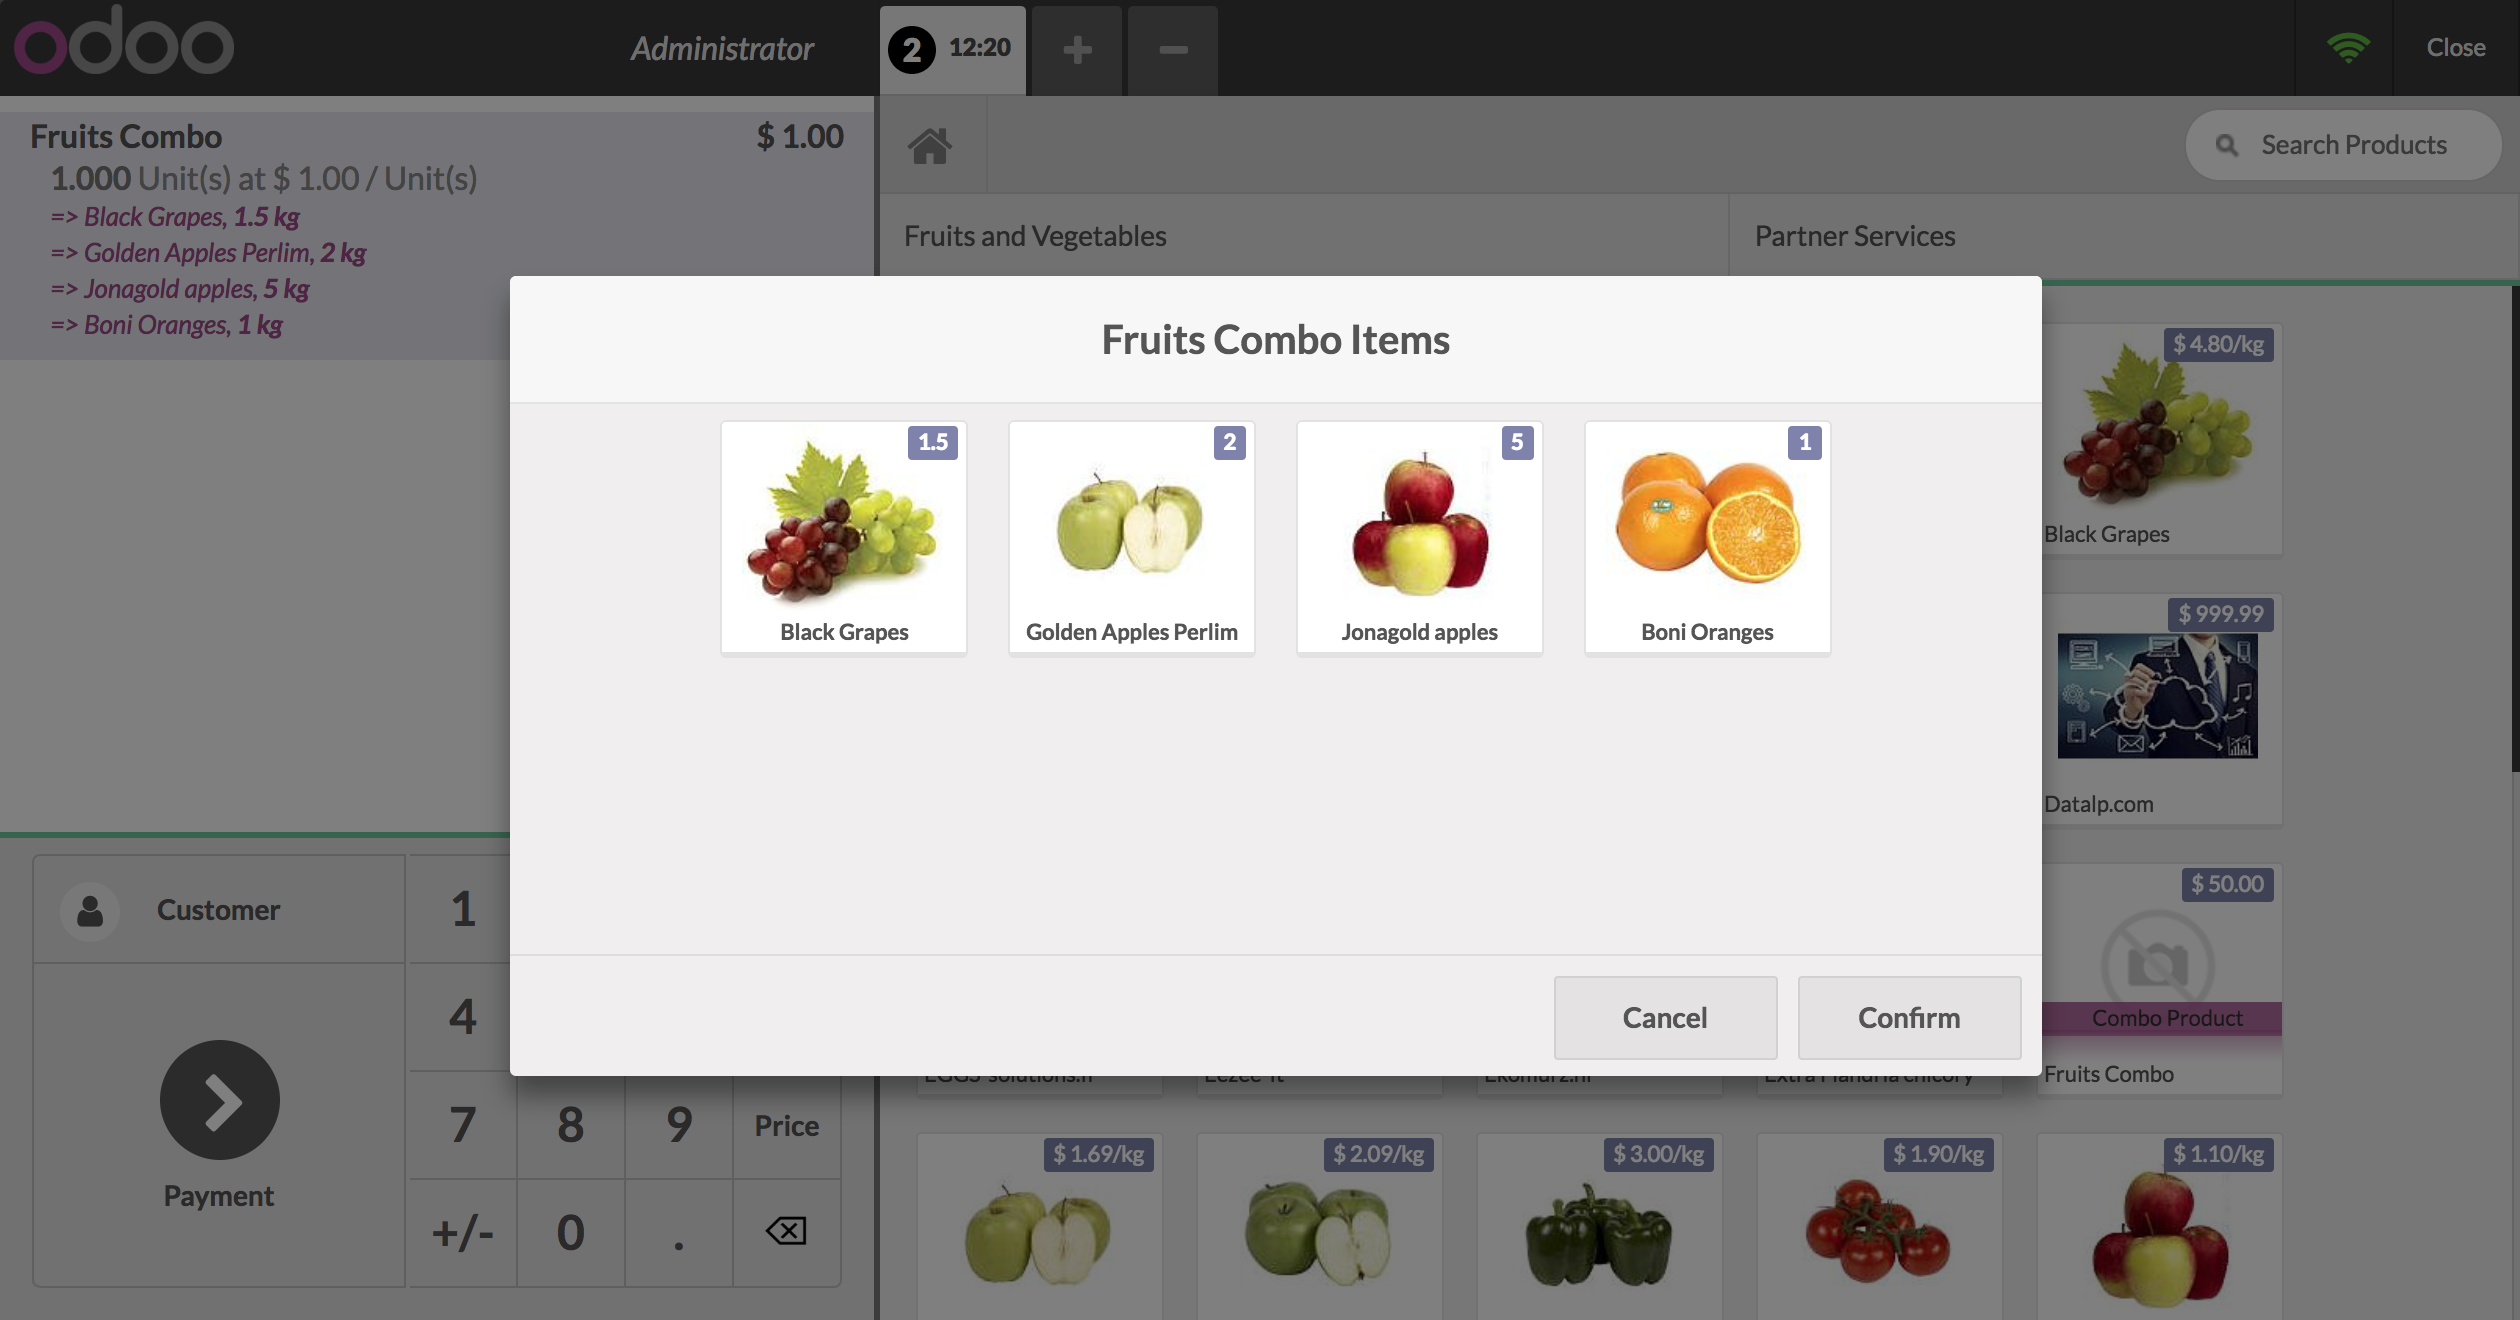 odoo
Administrator
2 12:20
+
−
Close
Fruits Combo $ 1.00
1.000 Unit(s) at $ 1.00 / Unit(s)
=> Black Grapes, 1.5 kg
=> Golden Apples Perlim, 2 kg
=> Jonagold apples, 5 kg
=> Boni Oranges, 1 kg
Search Products
Fruits and Vegetables
Partner Services
Fruits Combo Items
1.5
Black Grapes
2
Golden Apples Perlim
5
Jonagold apples
1
Boni Oranges
Cancel
Confirm
$ 4.80/kg
Black Grapes
$ 999.99
Datalp.com
$ 50.00
Combo Product
Fruits Combo
Customer
Payment
1
4
7 8 9 Price
+/- 0 .
$ 1.69/kg
$ 2.09/kg
$ 3.00/kg
$ 1.90/kg
$ 1.10/kg